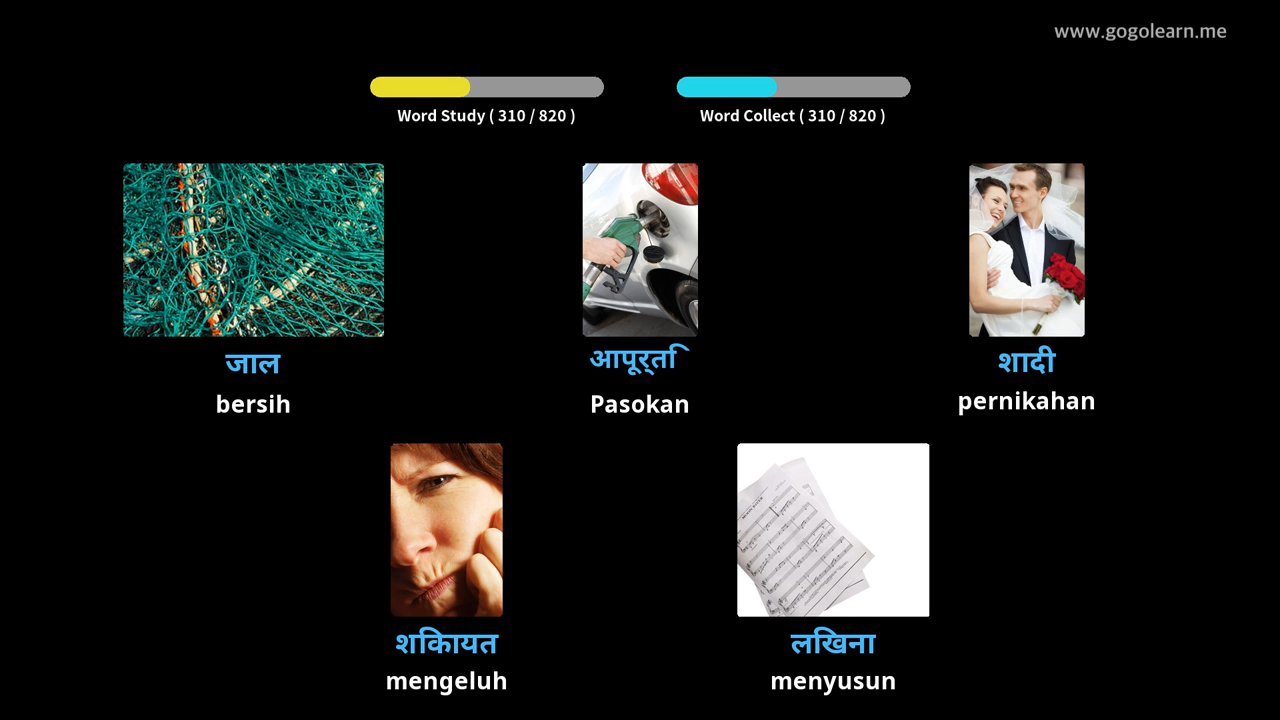 www.gogolearn.me
Word Study ( 310 / 820 )
Word Collect ( 310 / 820 )
जाल
आपूर्ति
शादी
bersih
Pasokan
pernikahan
शकिायत
लखिना
mengeluh
menyusun